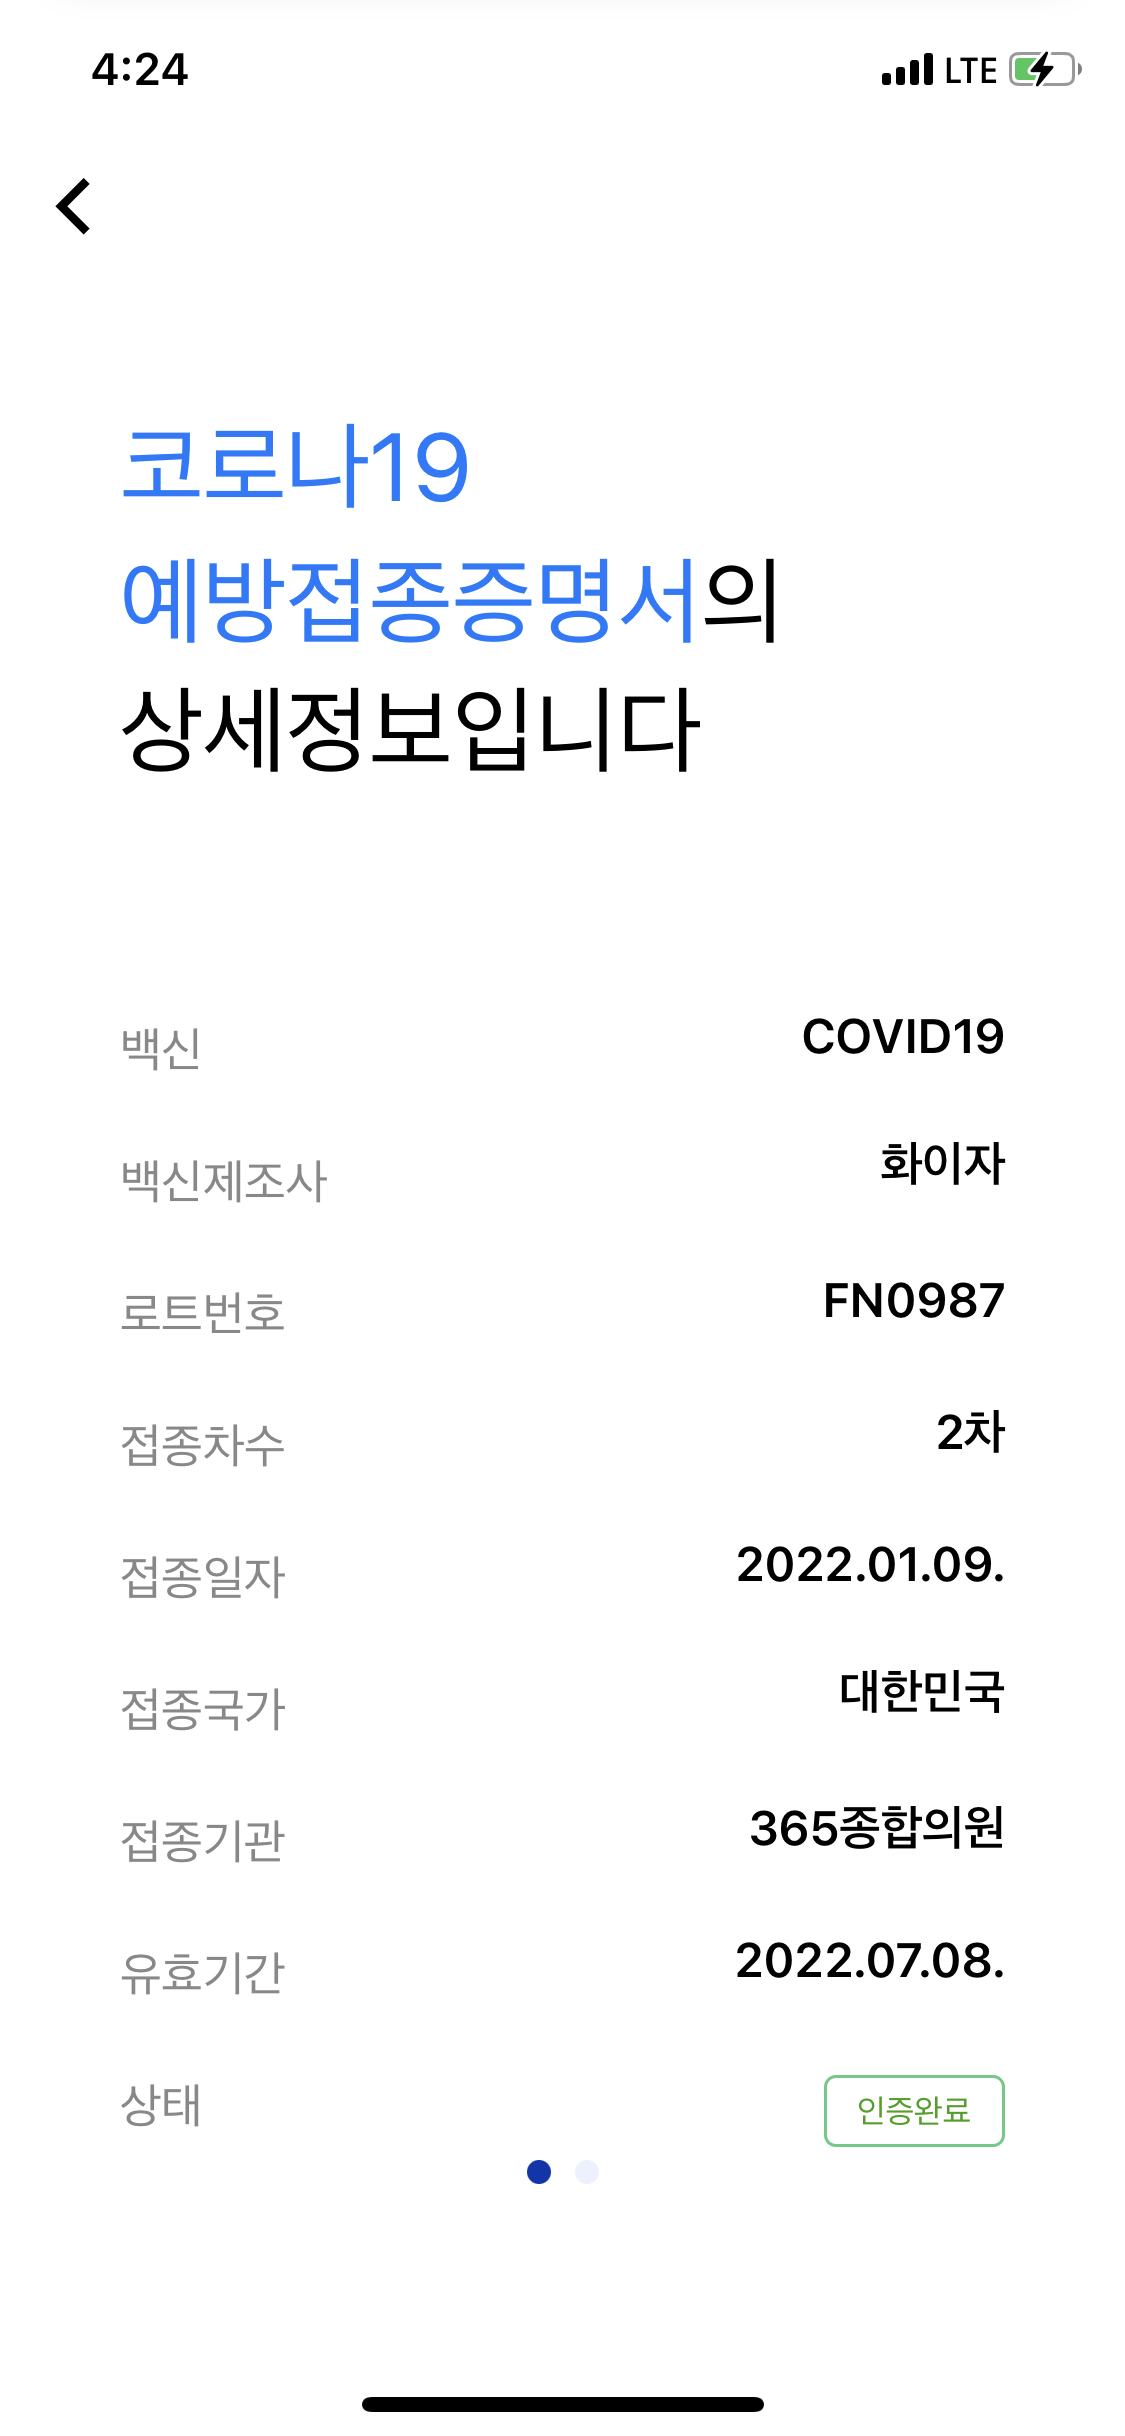 4:24
LTE
코로나19
예방접종증명서의
상세정보입니다
백신 COVID19
백신제조사 화이자
로트번호 FN0987
접종차수 2차
접종일자 2022.01.09.
접종국가 대한민국
접종기관 365종합의원
유효기간 2022.07.08.
상태 인증완료